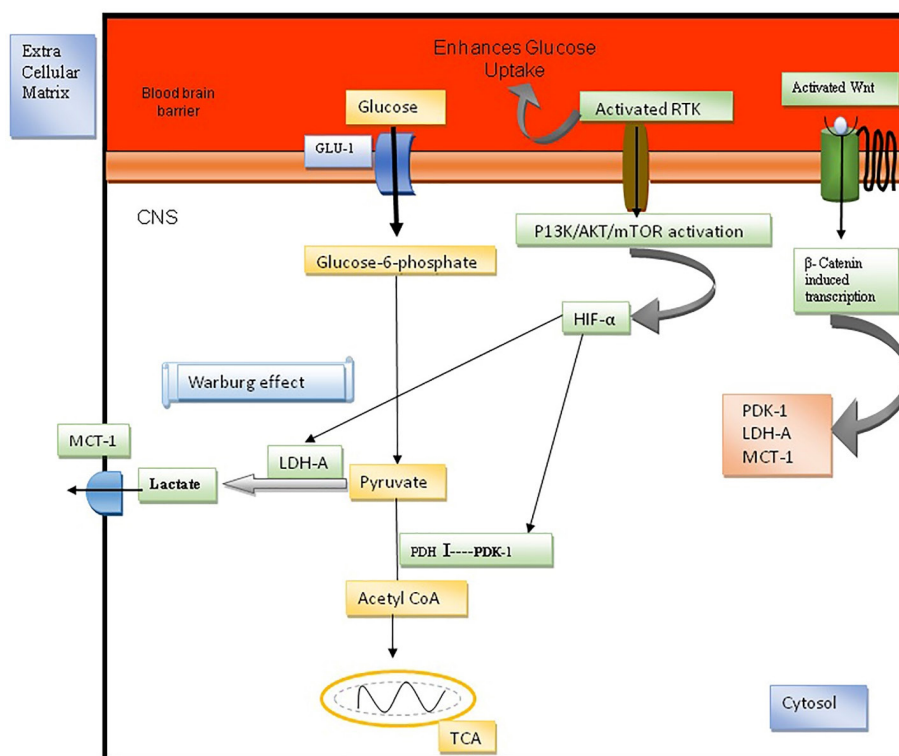 Extra
Cellular
Matrix
Blood brain
barrier
Enhances Glucose
Uptake
Glucose
Activated RTK
Activated Wnt
GLU-1
CNS
P13K/AKT/mTOR activation
Glucose-6-phosphate
β- Catenin
induced
transcription
HIF-α
Warburg effect
PDK-1
LDH-A
MCT-1
MCT-1
LDH-A
Lactate
Pyruvate
PDH I----PDK-1
Acetyl CoA
TCA
Cytosol